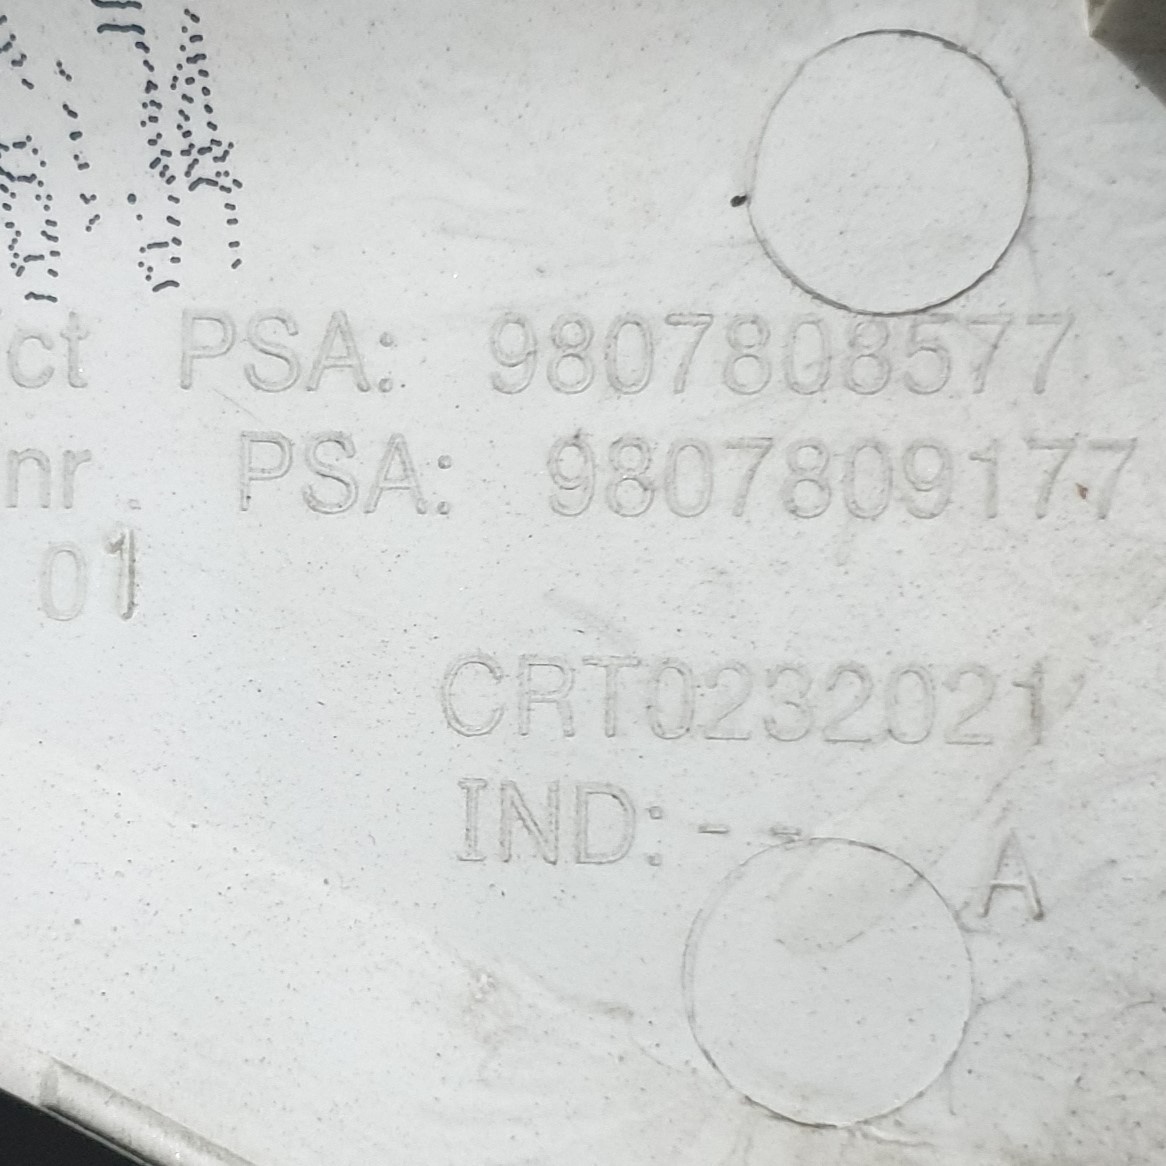 ct PSA: 9807808577
nr. PSA: 9807809177
01
CRT0232021
IND: - -
A